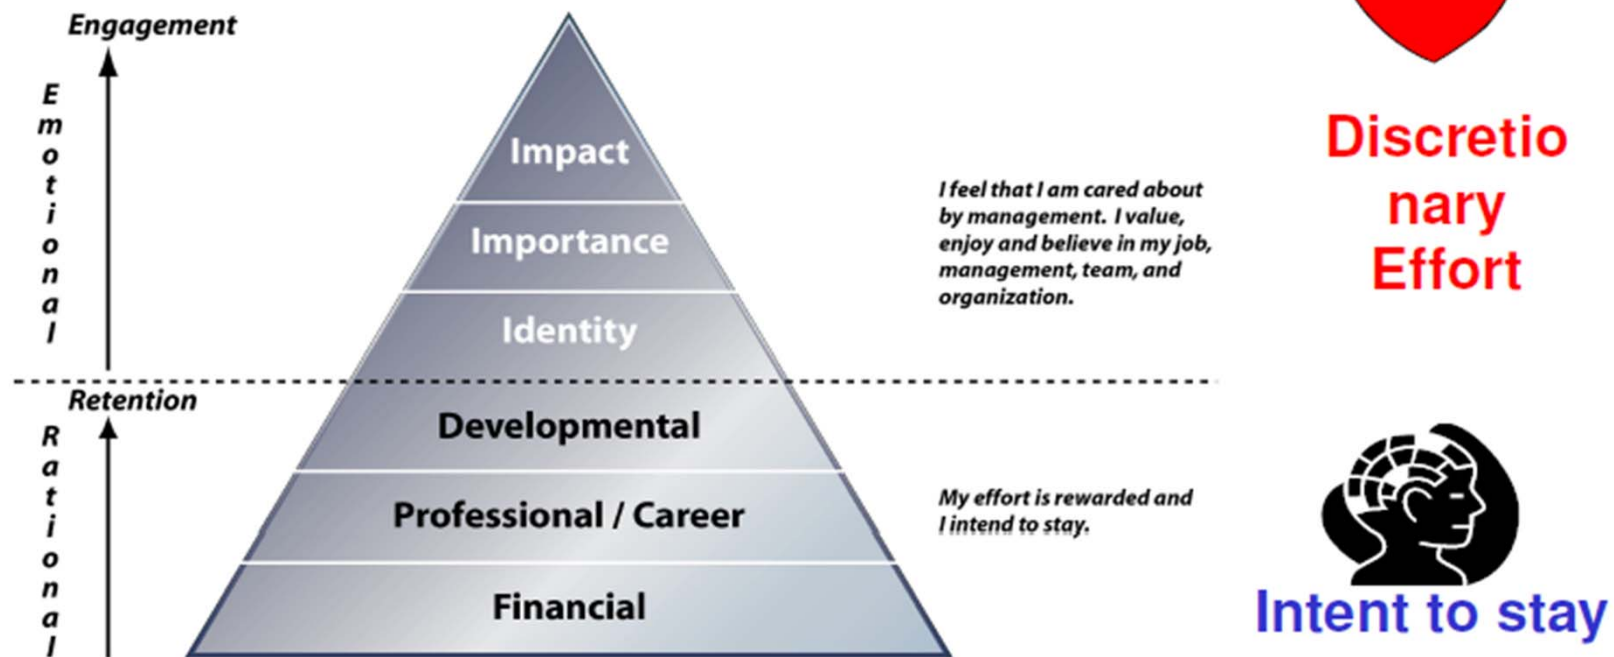 Engagement
Emotional
Impact
Importance
Identity
I feel that I am cared about
by management. I value,
enjoy and believe in my job,
management, team, and
organization.
Discretio
nary
Effort
Retention
Rational
Developmental
Professional / Career
Financial
My effort is rewarded and
I intend to stay.
Intent to stay